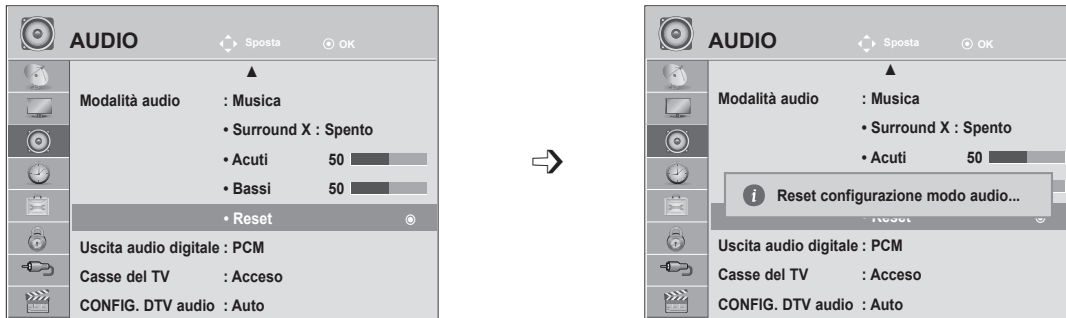 AUDIO Sposta OK
▲
Modalità audio : Musica
• Surround X : Spento
• Acuti 50
• Bassi 50
• Reset
Uscita audio digitale : PCM
Casse del TV : Acceso
CONFIG. DTV audio : Auto
AUDIO Sposta OK
▲
Modalità audio : Musica
• Surround X : Spento
• Acuti 50
i Reset configurazione modo audio...
• Reset
Uscita audio digitale : PCM
Casse del TV : Acceso
CONFIG. DTV audio : Auto